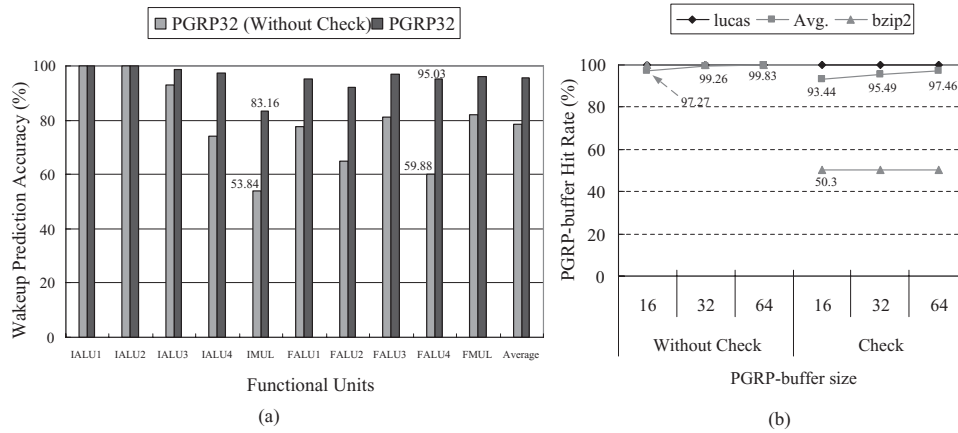 PGRP32 (Without Check) PGRP32
Wakeup Prediction Accuracy (%)
100
80
60
40
20
0
83.16
53.84
95.03
59.88
IALU1 IALU2 IALU3 IALU4 IMUL FALU1 FALU2 FALU3 FALU4 FMUL Average
Functional Units
(a)
lucas Avg. bzip2
PGRP-buffer Hit Rate (%)
100
80
60
40
20
0
97.27
99.26
99.83
93.44
95.49
97.46
50.3
16 32 64 16 32 64
Without Check Check
PGRP-buffer size
(b)